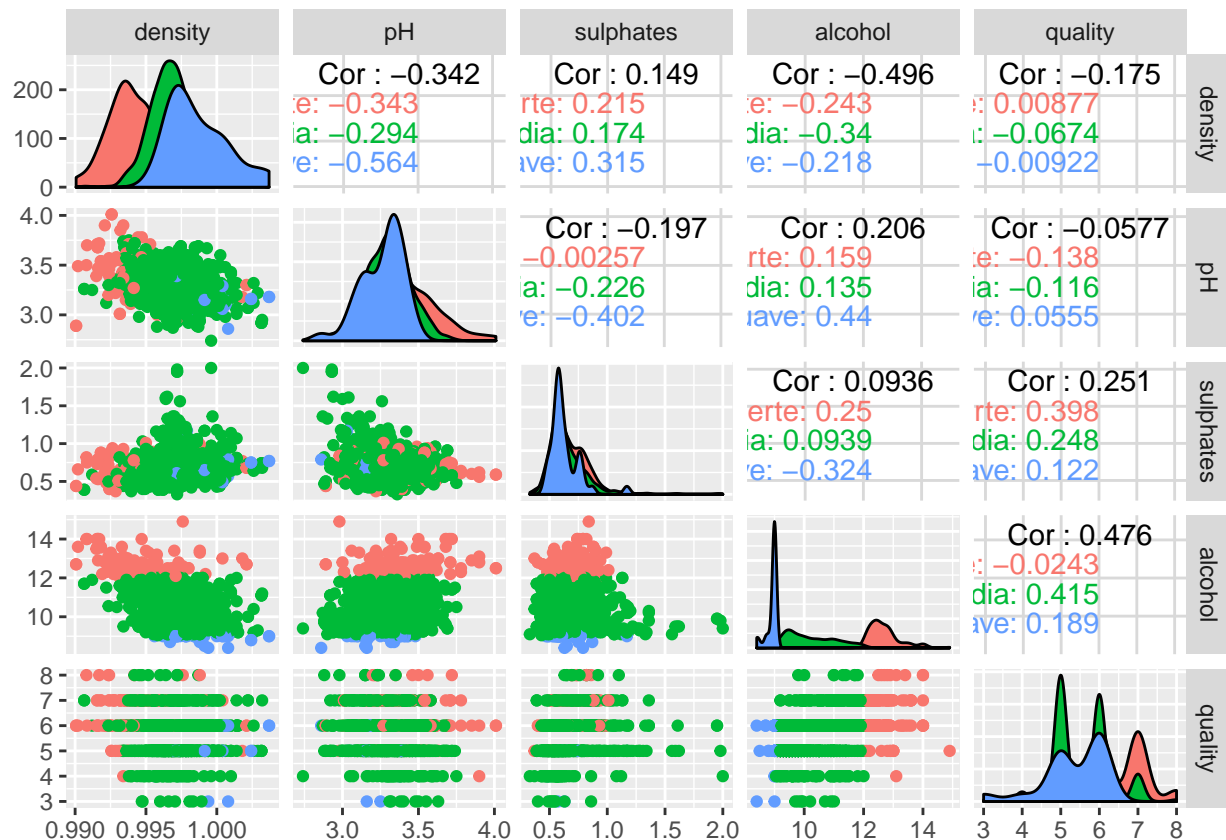 density pH sulphates alcohol quality
200 Cor : −0.342 Cor : 0.149 Cor : −0.496 Cor : −0.175 density
100 rte: −0.343 erte: 0.215 te: −0.243 : 0.00877
dia: −0.294 dia: 0.174 dia: −0.34 : −0.0674
0 ve: −0.564 ave: 0.315 ve: −0.218 −0.00922
4.0 Cor : −0.197 Cor : 0.206 Cor : −0.0577 pH
3.5 −0.00257 erte: 0.159 te: −0.138
ia: −0.226 dia: 0.135 ia: −0.116
3.0 ve: −0.402 uave: 0.44 ve: 0.0555
2.0 Cor : 0.0936 Cor : 0.251 sulphates
1.5 erte: 0.25 rte: 0.398
1.0 ia: 0.0939 dia: 0.248
0.5 ve: −0.324 ave: 0.122
14 Cor : 0.476 alcohol
12 : −0.0243
dia: 0.415
10 ave: 0.189
8 quality
7
6
5
4
3
0.990 0.995 1.000 3.0 3.5 4.0 0.5 1.0 1.5 2.0 10 12 14 3 4 5 6 7 8